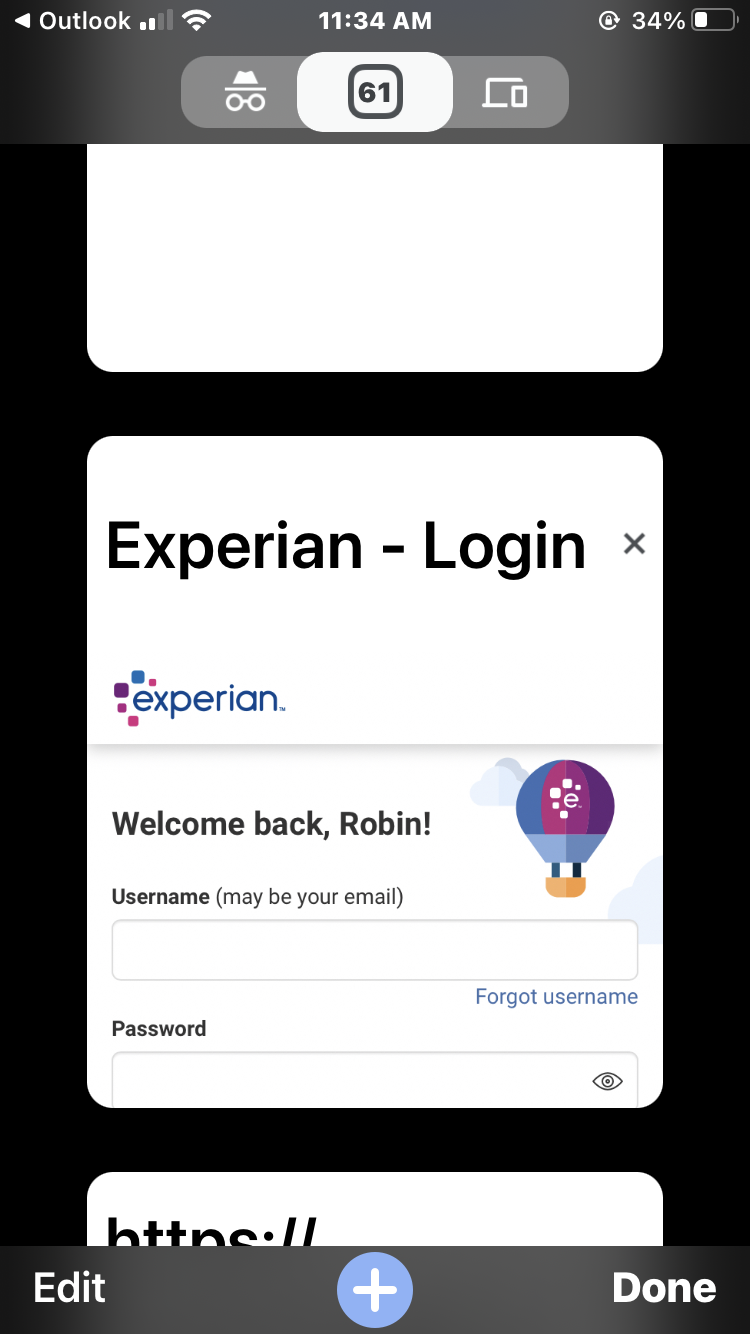 Outlook 11:34 AM 34%
61
Experian - Login
experian™
e
Welcome back, Robin!
Username (may be your email)
Forgot username
Password
https://
Edit Done